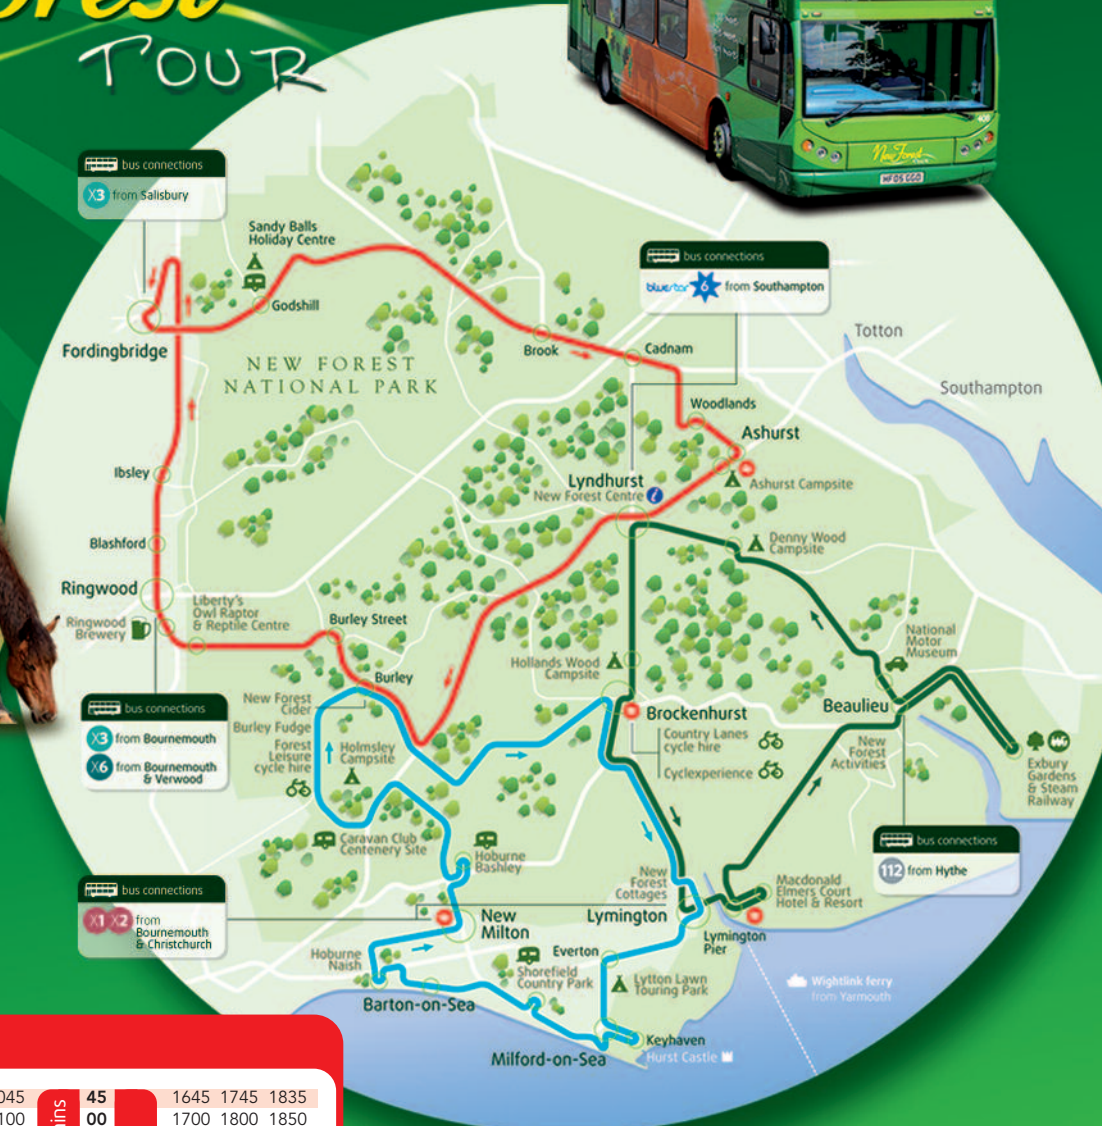 TOUR
bus connections
X3 from Salisbury
Sandy Balls
Holiday Centre
Godshill
Fordingbridge
NEW FOREST
NATIONAL PARK
bus connections
bluestar 6 from Southampton
Brook
Cadnam
Totton
Southampton
Woodlands
Ashurst
Ashurst Campsite
Ibsley
Lyndhurst
New Forest Centre
Blashford
Denny Wood
Campsite
Ringwood
Ringwood
Brewery
Liberty's
Owl Raptor
& Reptile Centre
Burley Street
National
Motor
Museum
Hollands Wood
Campsite
Burley
New Forest
Cider
Burley Fudge
Forest
Leisure
cycle hire
Holmsley
Campsite
bus connections
X3 from Bournemouth
X6 from Bournemouth
& Verwood
Brockenhurst
Country Lanes
cycle hire
Cyclexperience
Beaulieu
New
Forest
Activities
Exbury
Gardens
& Steam
Railway
Caravan Club
Centenery Site
Hoburne
Bashley
bus connections
112 from Hythe
bus connections
X1 X2 from
Bournemouth
& Christchurch
New
Milton
New
Forest
Cottages
Lymington
Macdonald
Elmers Court
Hotel & Resort
Lymington
Pier
Hoburne
Naish
Everton
Shorefield
Country Park
Lytton Lawn
Touring Park
Wightlink ferry
from Yarmouth
Barton-on-Sea
Keyhaven
Milford-on-Sea
Hurst Castle
New Forest
HF05 GGO
408
045 45 1645 1745 1835
100 00 1700 1800 1850